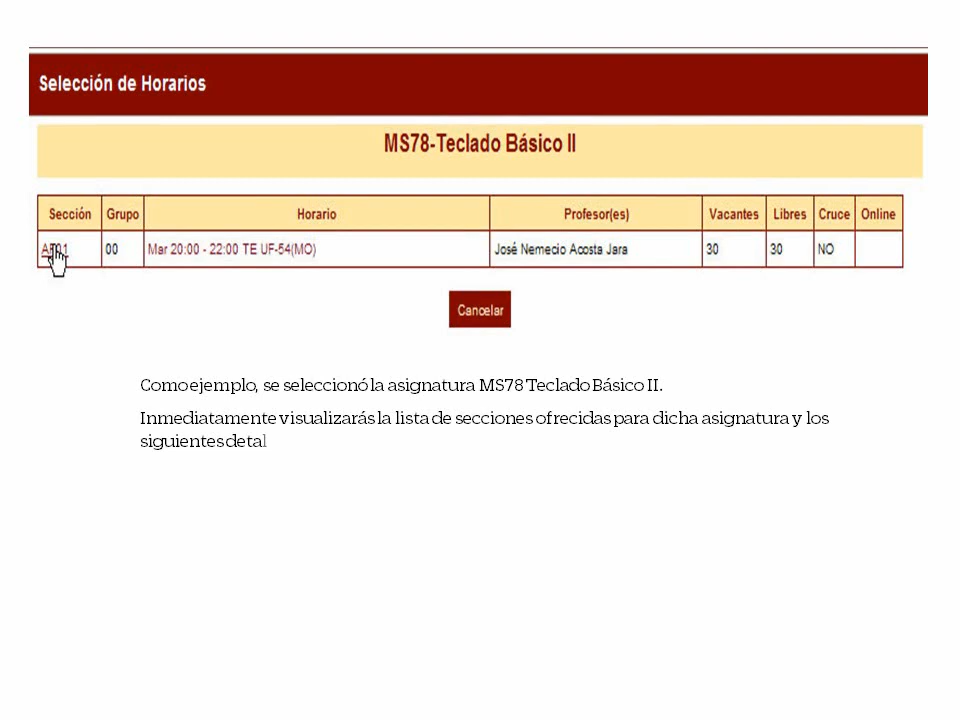 Selección de Horarios
MS78-Teclado Básico II
Sección Grupo Horario Profesor(es) Vacantes Libres Cruce Online
00 Mar 20:00 - 22:00 TE UF-54(MO) José Nemecio Acosta Jara 30 30 NO
Cancelar
Como ejemplo, se seleccionó la asignatura MS78 Teclado Básico II.
Inmediatamente visualizarás la lista de secciones ofrecidas para dicha asignatura y los
siguientes detal